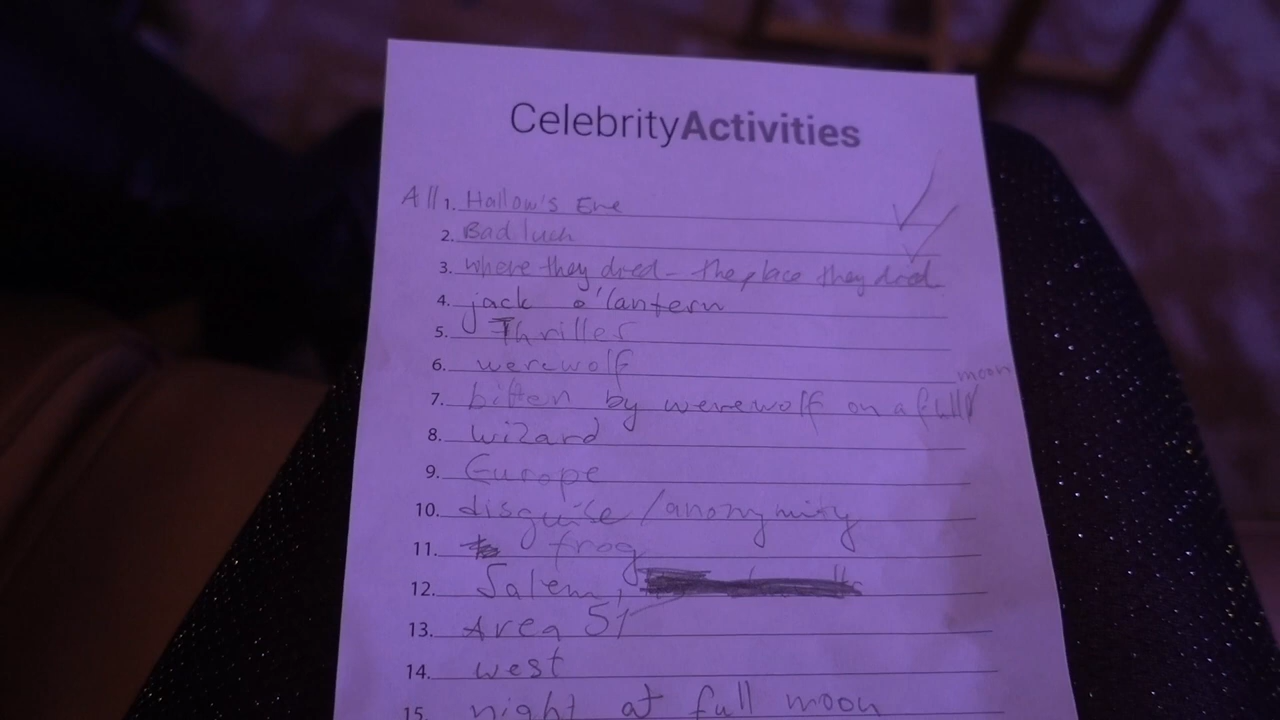 CelebrityActivities
All 1. Hallow's Eve
2. Bad luck
3. where they died - the place they died
4. jack o'lantern
5. Thriller
6. werewolf
moon
7. bitten by werewolf on a full
8. wizard
9. Europe
10. disguise/anonymity
11. frog
12. Salem,
13. Area 51
14. west
15. night at full moon